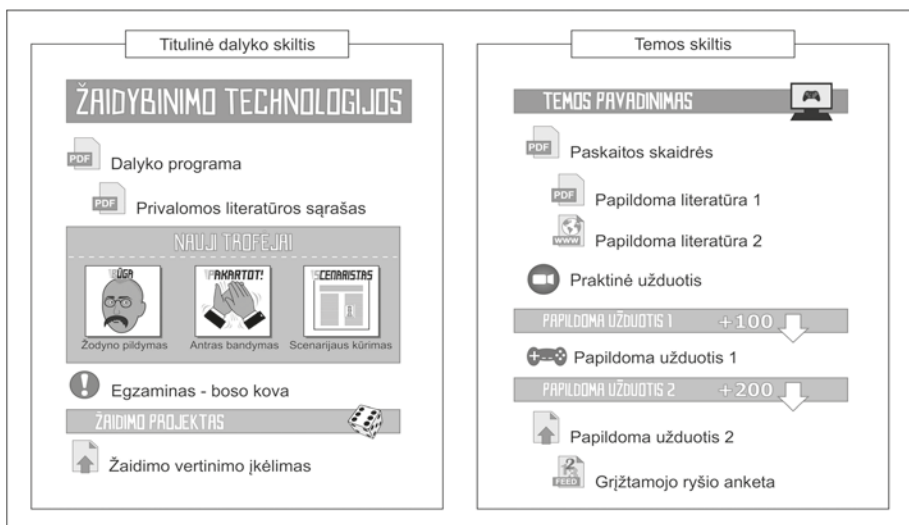 Titulinė dalyko skiltis
ŽAIDYBINIMO TECHNOLOGIJOS
PDF
Dalyko programa
PDF
Privalomos literatūros sąrašas
NAUJI TROFĖJAI
BŪGA
PAKARTOT!
SCENARISTAS
Žodyno pildymas
Antras bandymas
Scenarijaus kūrimas
Egzaminas - boso kova
ŽAIDIMO PROJEKTAS
Žaidimo vertinimo įkėlimas
Temos skiltis
TEMOS PAVADINIMAS
PDF
Paskaitos skaidrės
PDF
Papildoma literatūra 1
WWW
Papildoma literatūra 2
Praktinė užduotis
PAPILDOMA UŽDUOTIS 1 +100
Papildoma užduotis 1
PAPILDOMA UŽDUOTIS 2 +200
Papildoma užduotis 2
FEED
Grįžtamojo ryšio anketa